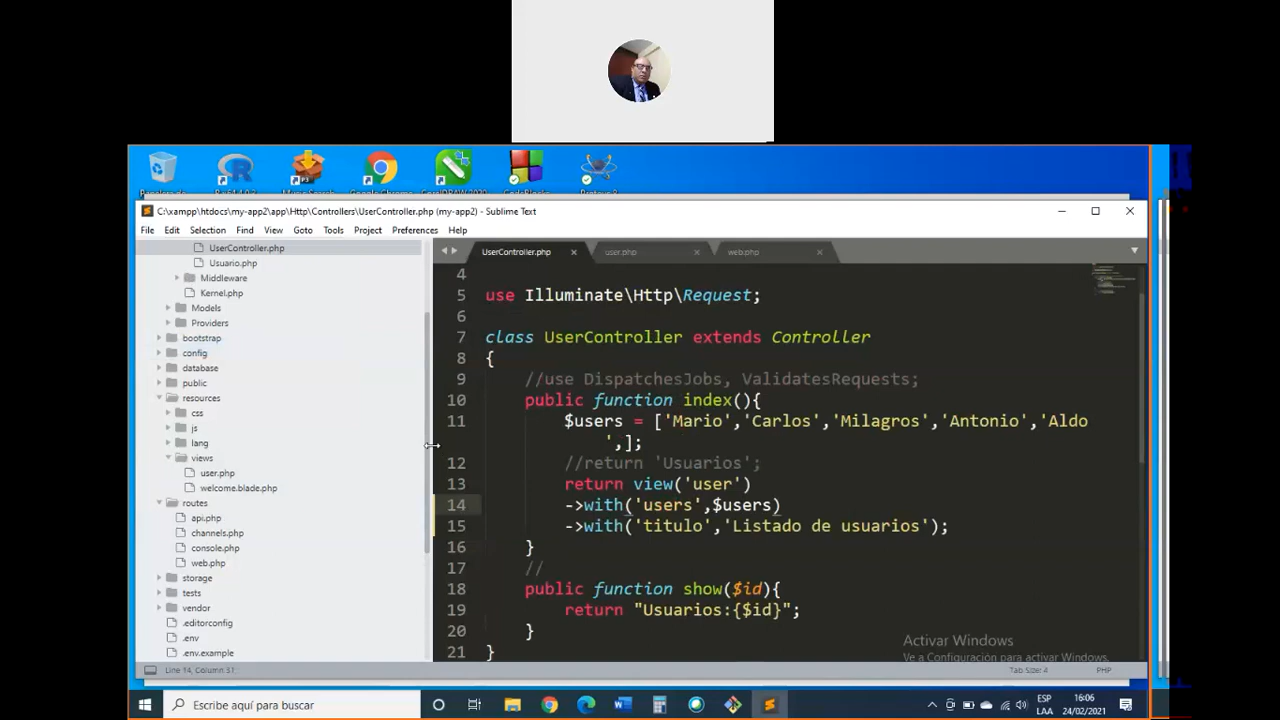 Google Chrome
CodeBlocks
C:\xampp\htdocs\my-app2\app\Http\Controllers\UserController.php (my-app2) - Sublime Text
File Edit Selection Find View Goto Tools Project Preferences Help
UserController.php
Usuario.php
Middleware
Kernel.php
Models
Providers
bootstrap
config
database
public
resources
css
js
lang
views
user.php
welcome.blade.php
routes
api.php
channels.php
console.php
web.php
storage
tests
vendor
.editorconfig
.env
.env.example
UserController.php user.php web.php
4
5 use Illuminate\Http\Request;
6
7 class UserController extends Controller
8 {
9 //use DispatchesJobs, ValidatesRequests;
10 public function index(){
11 $users = ['Mario','Carlos','Milagros','Antonio','Aldo
',];
12 //return 'Usuarios';
13 return view('user')
14 ->with('users',$users)
15 ->with('titulo','Listado de usuarios');
16 }
17 //
18 public function show($id){
19 return "Usuarios:{$id}";
20 }
21 }
Activar Windows
Ve a Configuración para activar Windows.
Line 14, Column 31 Tab Size: 4 PHP
Escribe aquí para buscar
ESP
LAA
16:06
24/02/2021